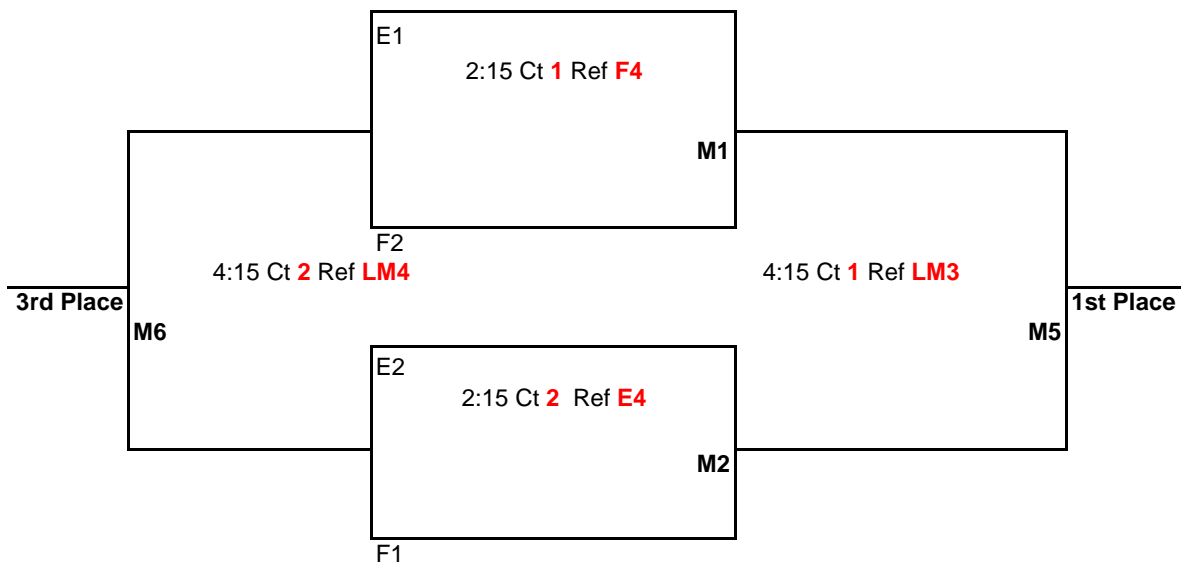 E1
2:15 Ct 1 Ref F4
M1
F2
4:15 Ct 2 Ref LM4
4:15 Ct 1 Ref LM3
3rd Place
1st Place
M6
M5
E2
2:15 Ct 2 Ref E4
M2
F1